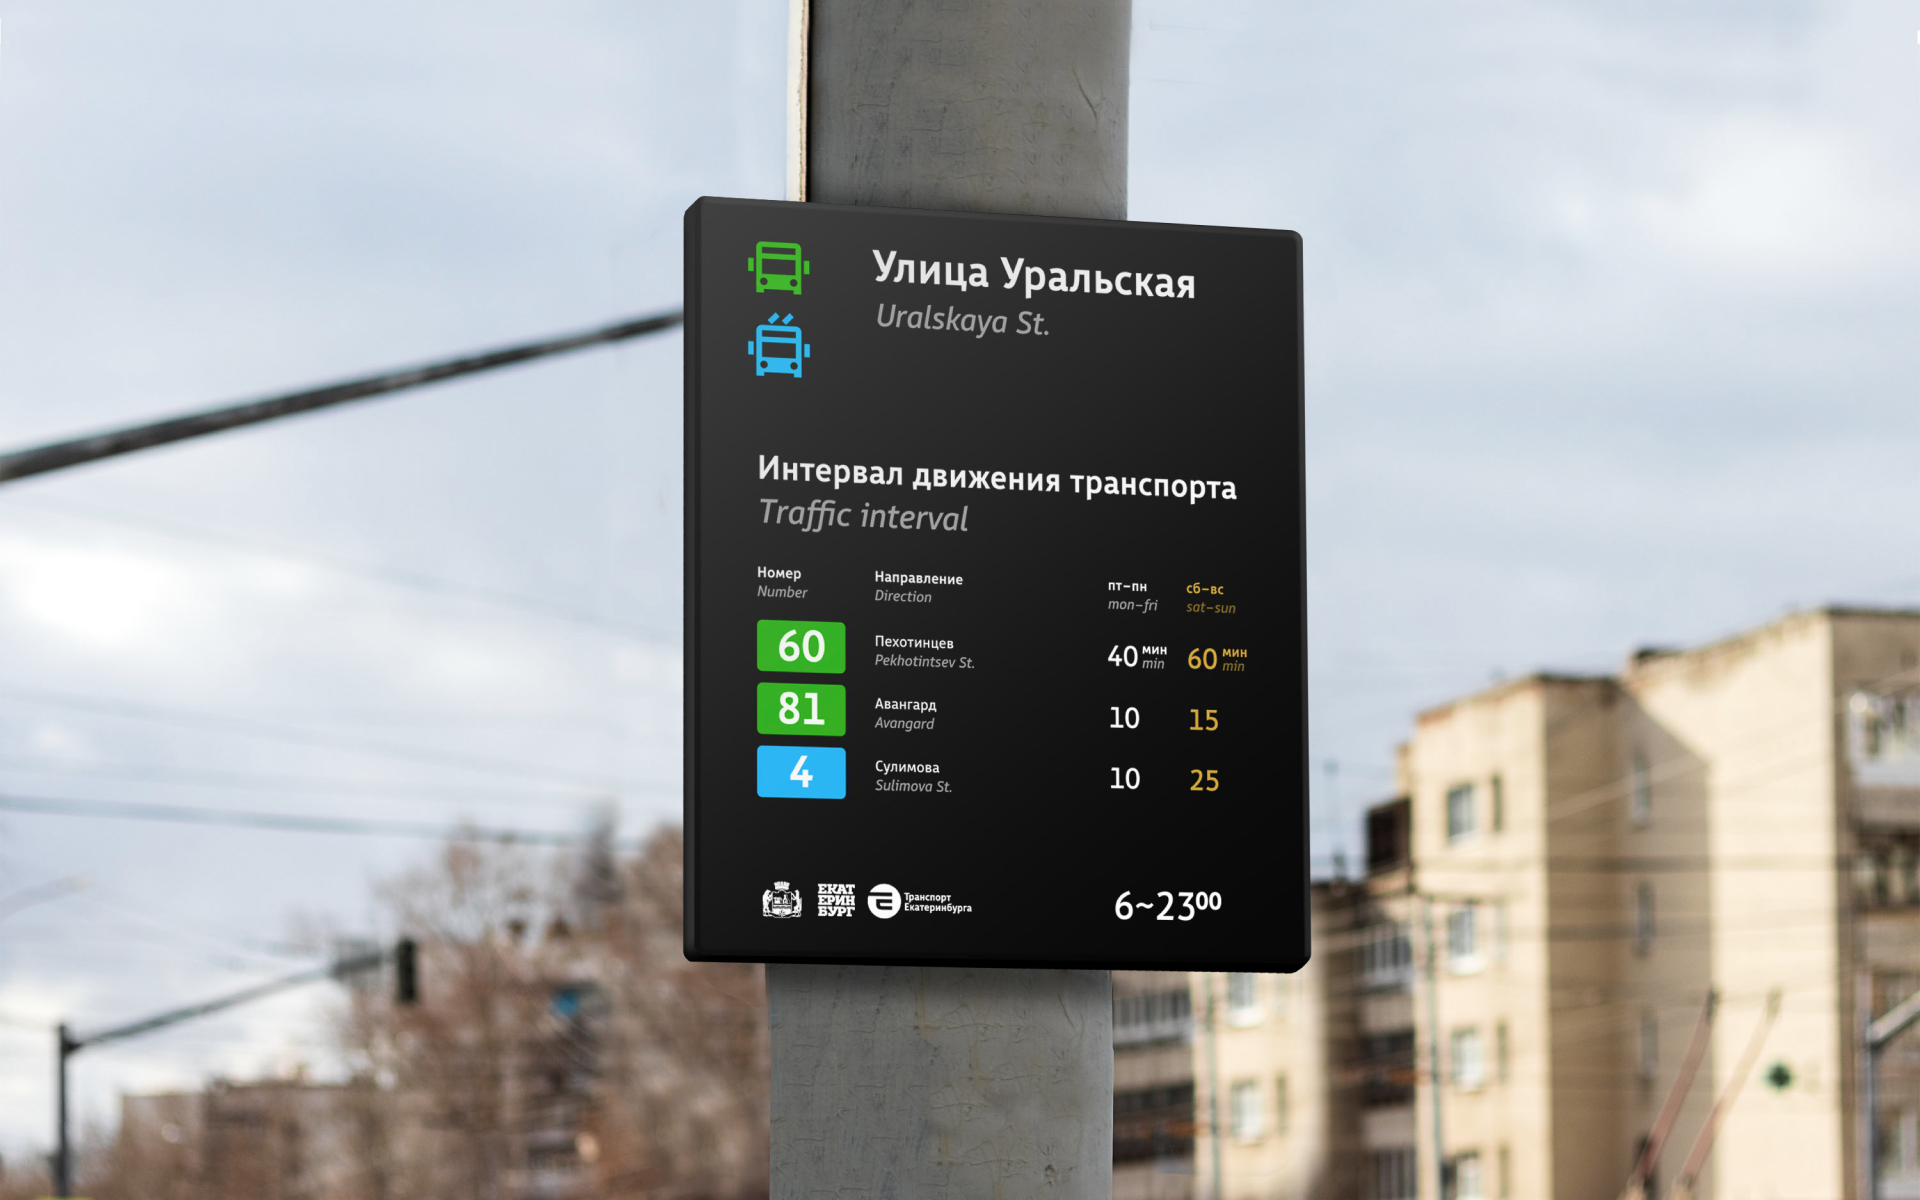 Улица Уральская
Uralskaya St.
Интервал движения транспорта
Traffic interval
Номер
Number
Направление
Direction
пт–пн
mon–fri
сб–вс
sat–sun
60
Пехотинцев
Pekhotintsev St.
40 мин
min
60 мин
min
81
Авангард
Avangard
10
15
4
Сулимова
Sulimova St.
10
25
ЕКАТ
ЕРИН
БУРГ
Транспорт
Екатеринбурга
6~23⁰⁰